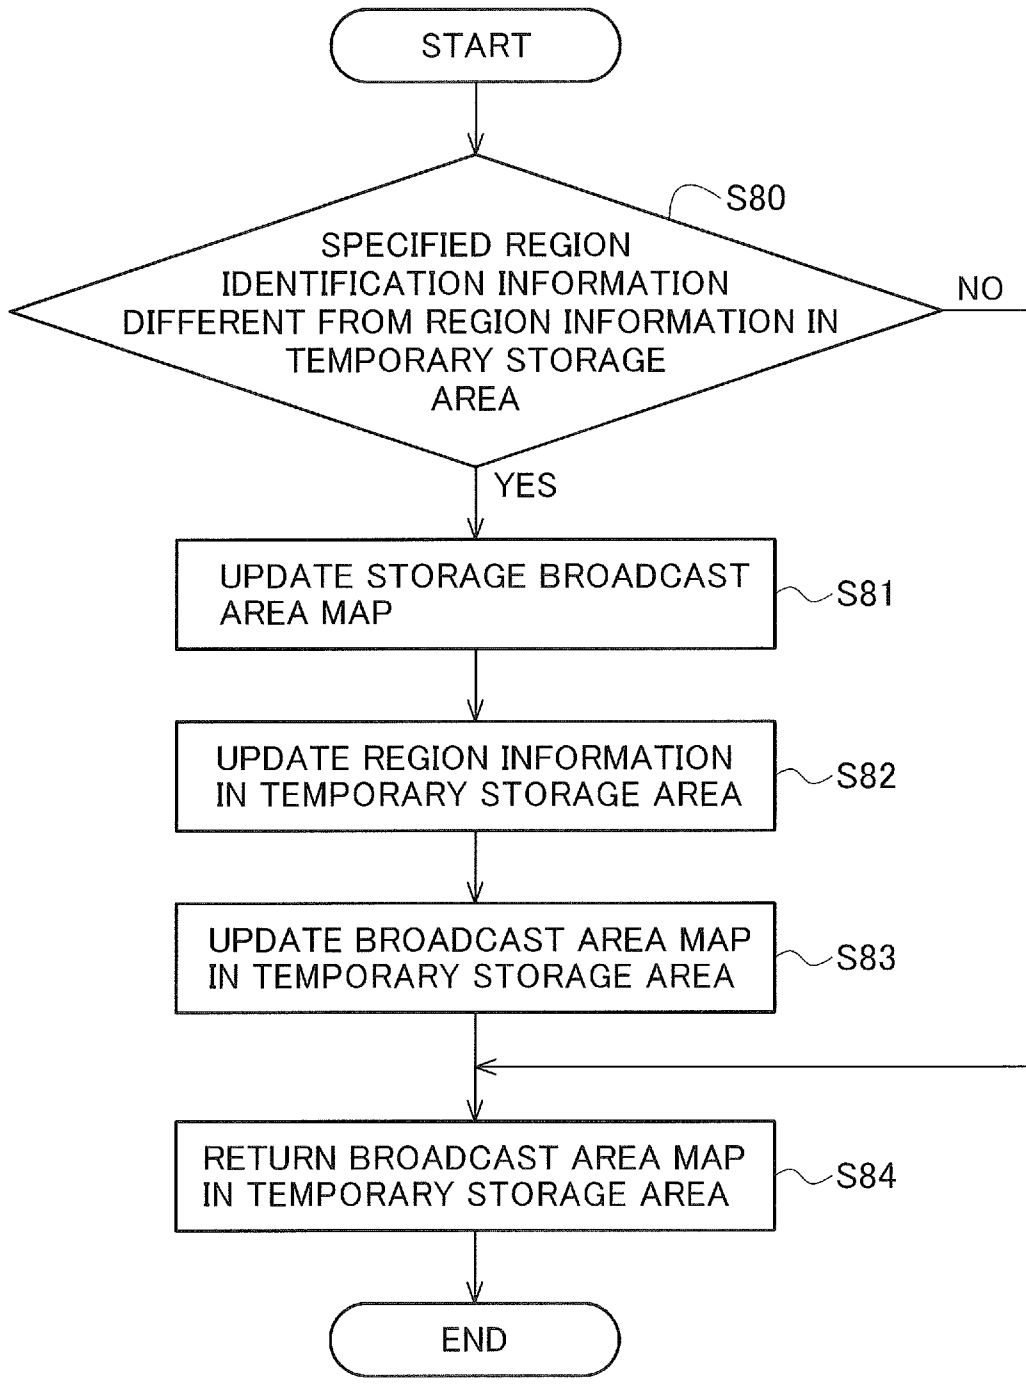 START
S80
SPECIFIED REGION
IDENTIFICATION INFORMATION
DIFFERENT FROM REGION INFORMATION IN
TEMPORARY STORAGE
AREA
NO
YES
UPDATE STORAGE BROADCAST
AREA MAP
S81
UPDATE REGION INFORMATION
IN TEMPORARY STORAGE AREA
S82
UPDATE BROADCAST AREA MAP
IN TEMPORARY STORAGE AREA
S83
RETURN BROADCAST AREA MAP
IN TEMPORARY STORAGE AREA
S84
END